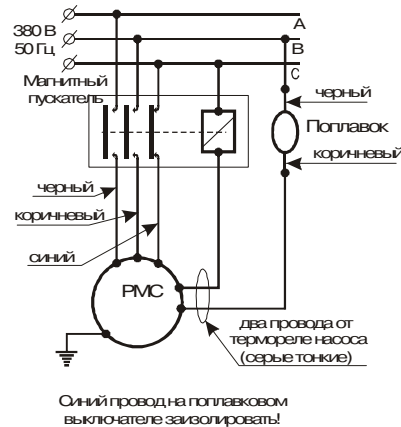 380 В
50 Гц
A
B
C
Магнитный
пускатель
черный
Поплавок
коричневый
черный
коричневый
синий
РМС
два провода от
термореле насоса
(серые тонкие)
Синий провод на поплавковом
выключателе заизолировать!